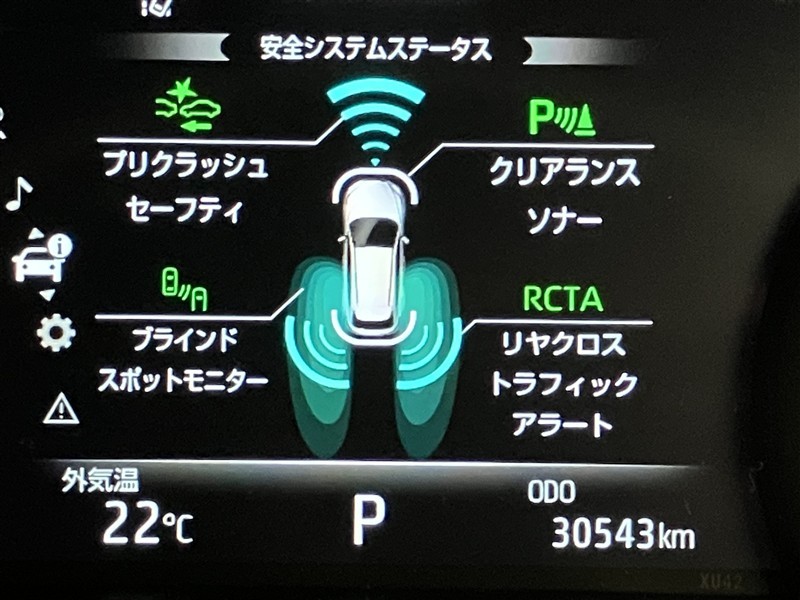 安全システムステータス
プリクラッシュ
セーフティ
P
クリアランス
ソナー
ブラインド
スポットモニター
RCTA
リヤクロス
トラフィック
アラート
外気温
22℃
P
ODO
30543km
XU42